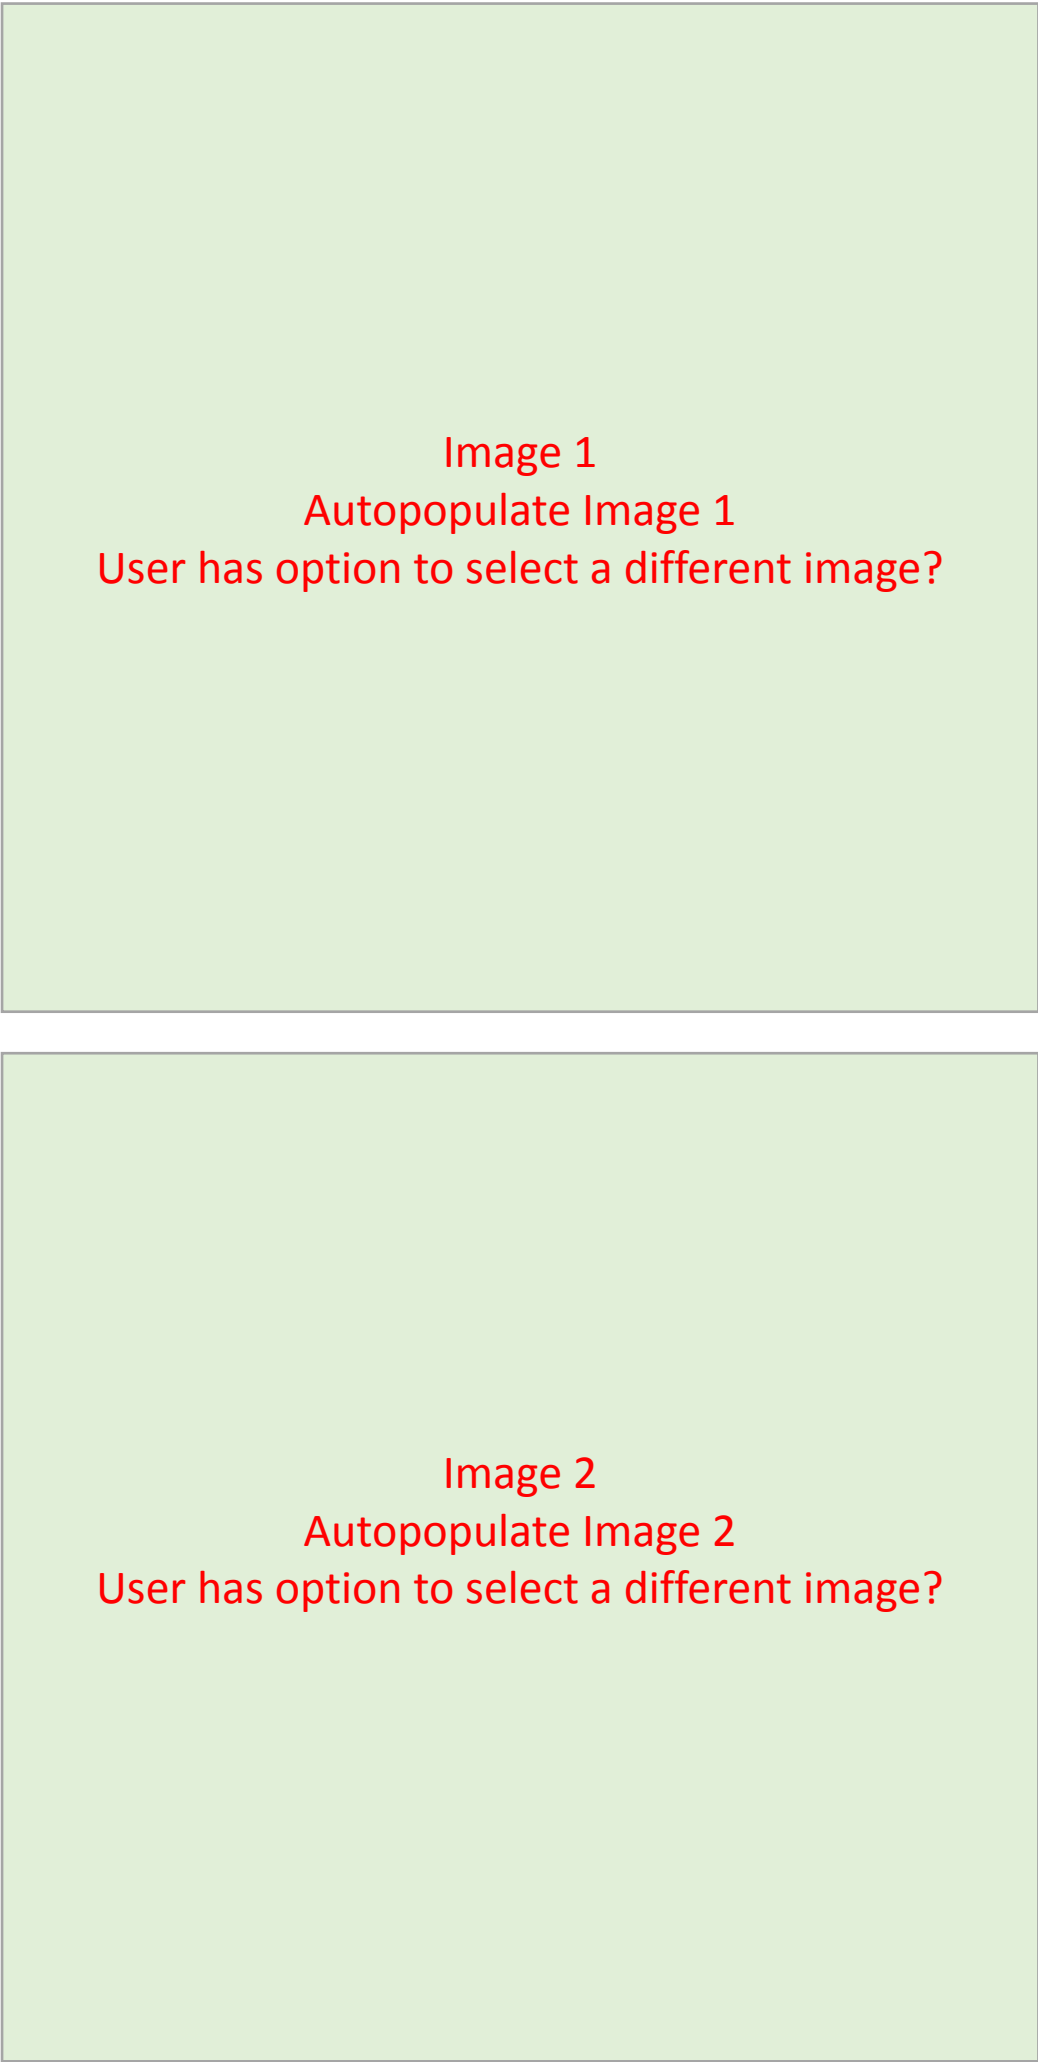 Image 1
Autopopulate Image 1
User has option to select a different image?
Image 2
Autopopulate Image 2
User has option to select a different image?